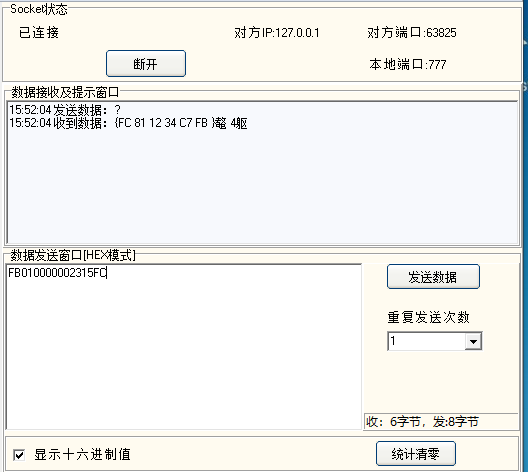 Socket状态
已连接
对方IP:127.0.0.1
对方端口:63825
断开
本地端口:777
数据接收及提示窗口
15:52:04 发送数据：?
15:52:04 收到数据：{FC 81 12 34 C7 FB }鼇 4躯
数据发送窗口[HEX模式]
FB010000002315FC
发送数据
重复发送次数
1
收：6字节，发:8字节
显示十六进制值
统计清零